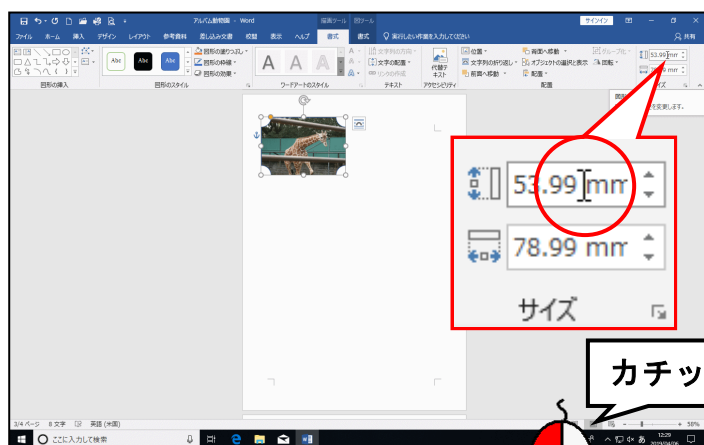 アルバム動物園 - Word
描画ツール 図ツール
サインイン
ファイル ホーム 挿入 デザイン レイアウト 参考資料 差し込み文書 校閲 表示 ヘルプ 書式 書式 実行したい作業を入力してください
共有
Abc Abc Abc
図形の塗りつぶし
図形の枠線
図形の効果
A A A
文字列の方向
文字の配置
リンクの作成
代替テキスト
位置
文字列の折り返し
前面へ移動
背面へ移動
オブジェクトの選択と表示
配置
グループ化
回転
53.99 mm
図形の挿入 図形のスタイル ワードアートのスタイル テキスト アクセシビリティ 配置
を変更します。
53.99 mm
78.99 mm
サイズ
カチッ
3/4 ページ 8 文字 英語 (米国)
58%
ここに入力して検索
12:29
2019/04/06